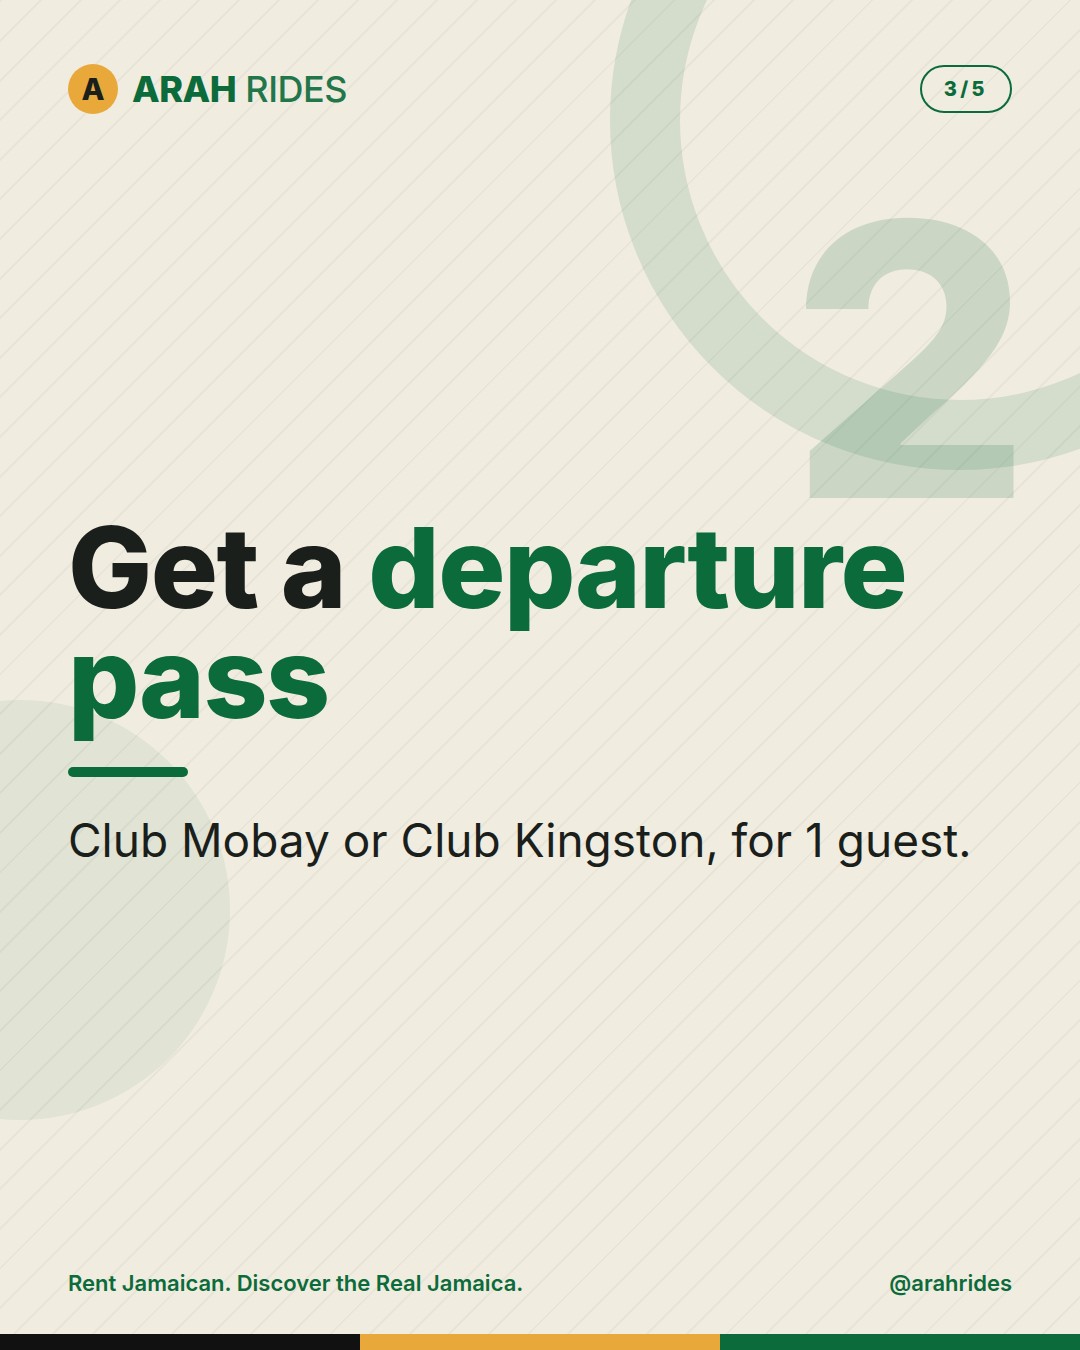 A ARAH RIDES
3/5
2
Get a departure
pass
Club Mobay or Club Kingston, for 1 guest.
Rent Jamaican. Discover the Real Jamaica.
@arahrides